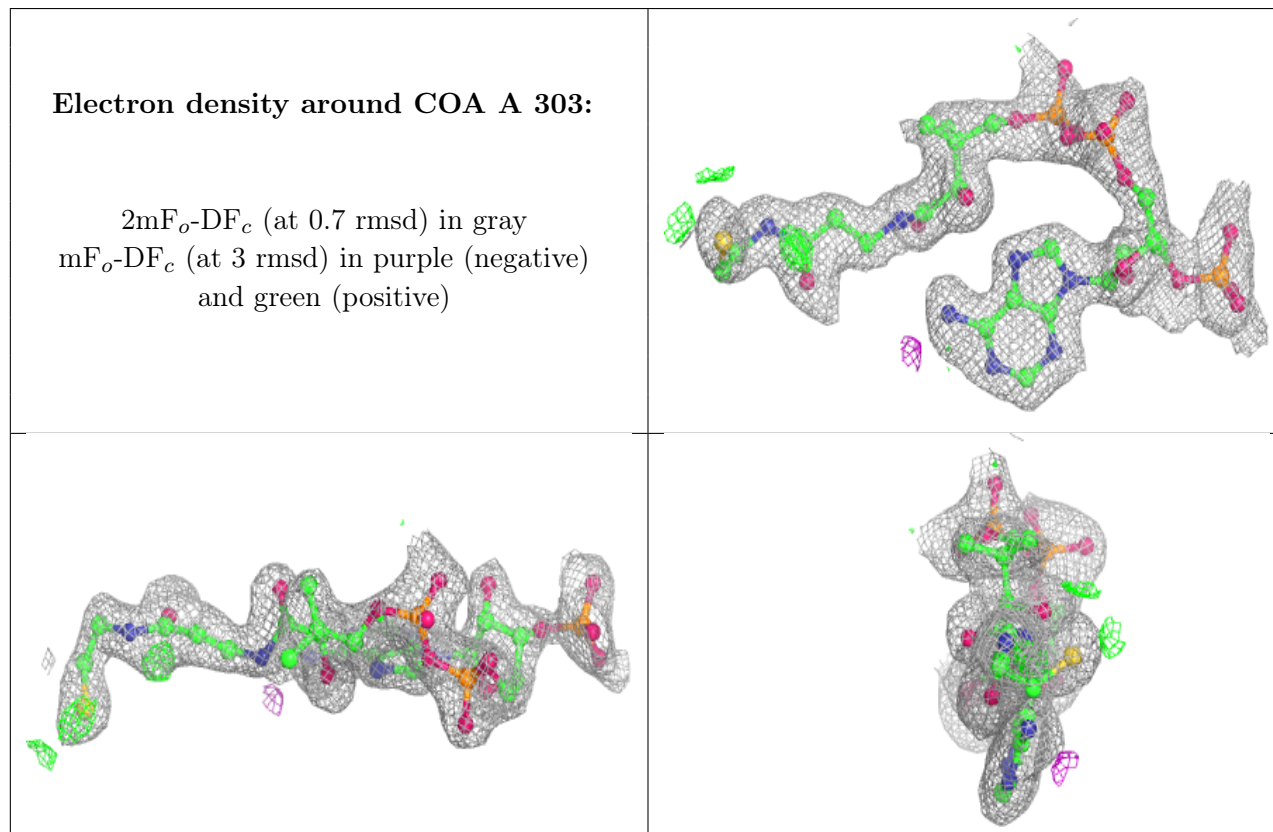 Electron density around COA A 303:
2mFₒ-DF𝒸 (at 0.7 rmsd) in gray
mFₒ-DF𝒸 (at 3 rmsd) in purple (negative)
and green (positive)